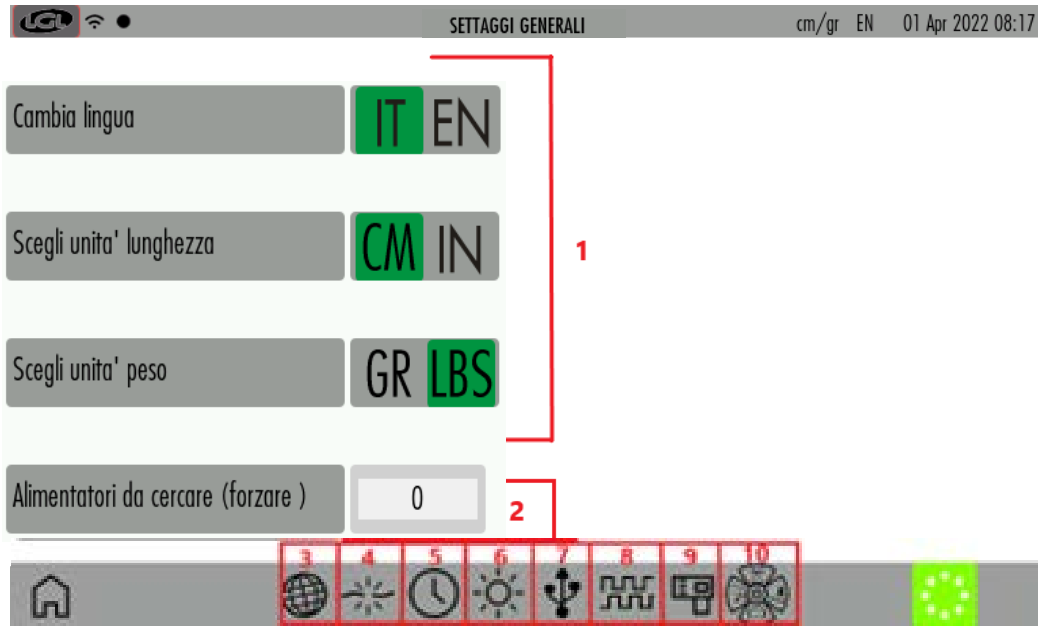 LGL SETTAGGI GENERALI cm/gr EN 01 Apr 2022 08:17
Cambia lingua IT EN
Scegli unita' lunghezza CM IN
1
Scegli unita' peso GR LBS
Alimentatori da cercare (forzare ) 0
2
3 4 5 6 7 8 9 10